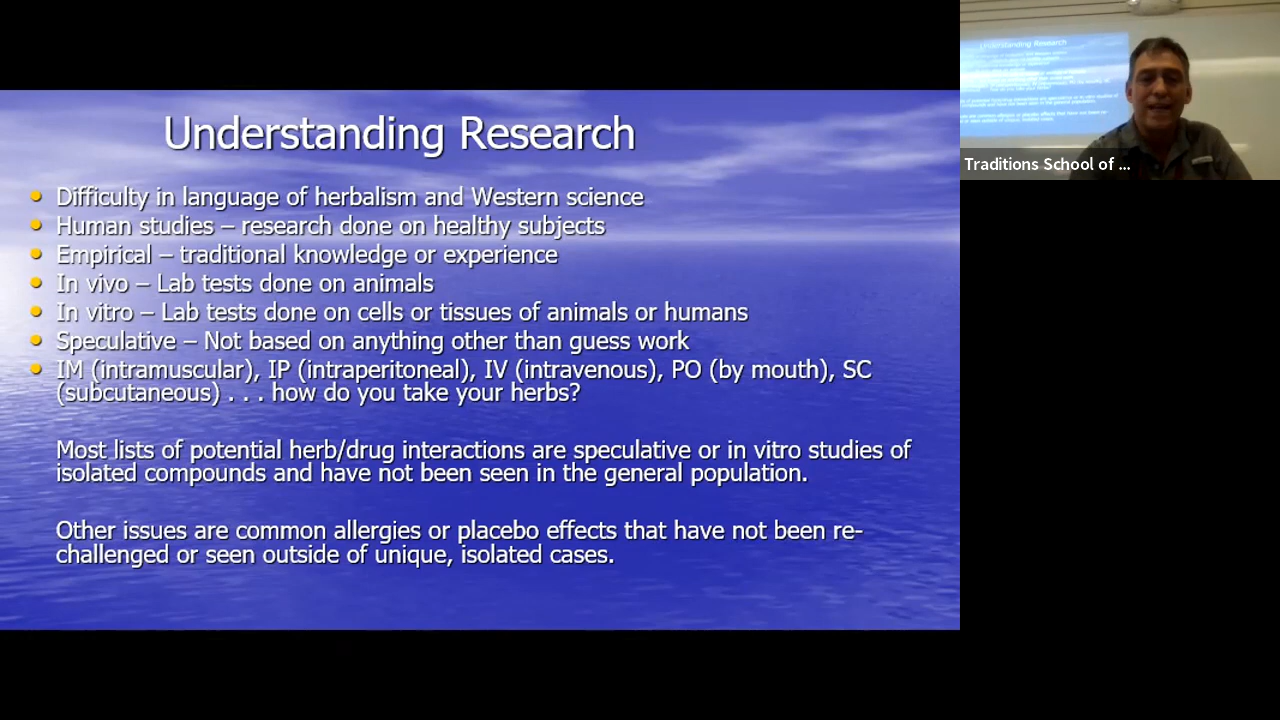 Understanding Research
• Difficulty in language of herbalism and Western science
• Human studies – research done on healthy subjects
• Empirical – traditional knowledge or experience
• In vivo – Lab tests done on animals
• In vitro – Lab tests done on cells or tissues of animals or humans
• Speculative – Not based on anything other than guess work
• IM (intramuscular), IP (intraperitoneal), IV (intravenous), PO (by mouth), SC
(subcutaneous) . . . how do you take your herbs?
Most lists of potential herb/drug interactions are speculative or in vitro studies of
isolated compounds and have not been seen in the general population.
Other issues are common allergies or placebo effects that have not been re-
challenged or seen outside of unique, isolated cases.
Understanding Research
Traditions School of ...